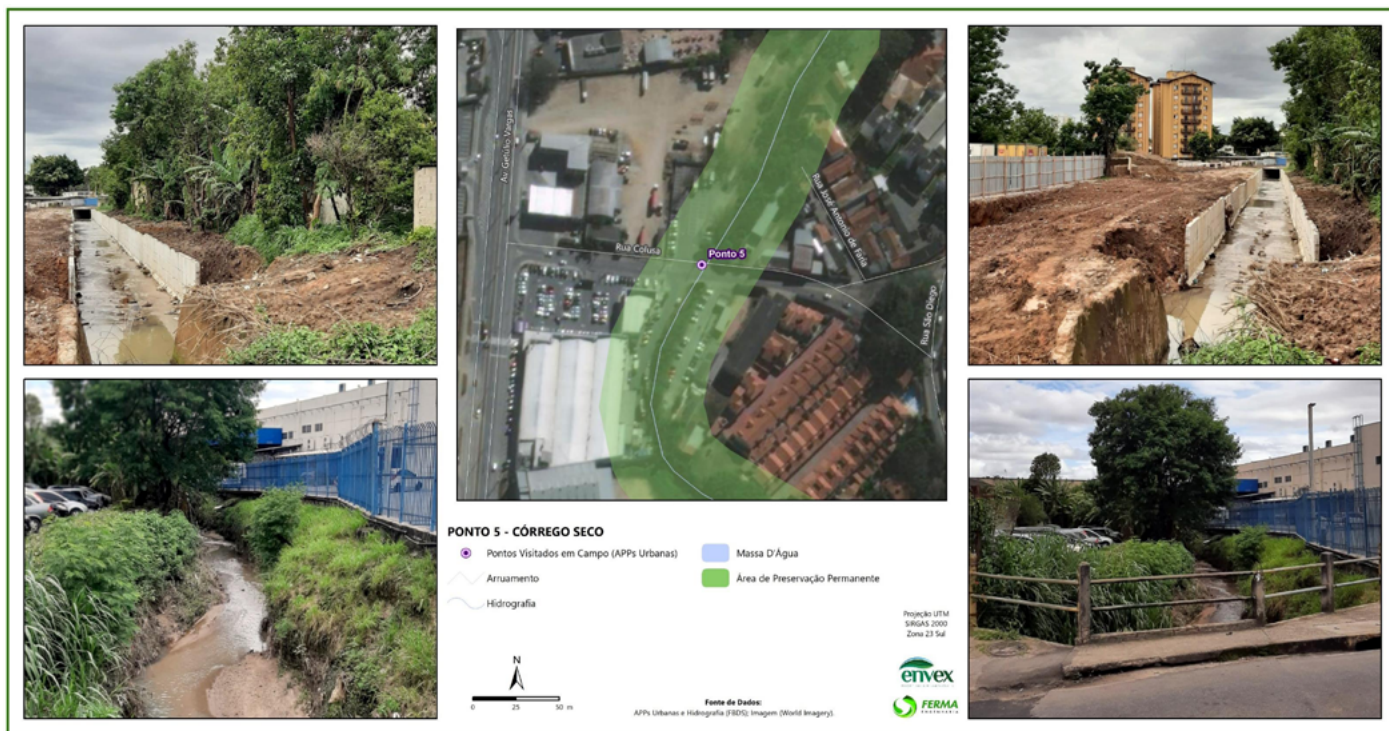 Av. Getúlio Vargas
Rua Colusa
Ponto 5
Rua José Antonio de Faria
Rua São Diego
PONTO 5 - CÓRREGO SECO
Pontos Visitados em Campo (APPs Urbanas)
Massa D'Água
Arruamento
Área de Preservação Permanente
Hidrografia
Projeção UTM
SIRGAS 2000
Zona 23 Sul
N
0 25 50 m
envex
FERMA
ENGENHARIA
Fonte de Dados:
APPs Urbanas e Hidrografia (FBDS); Imagem (World Imagery).